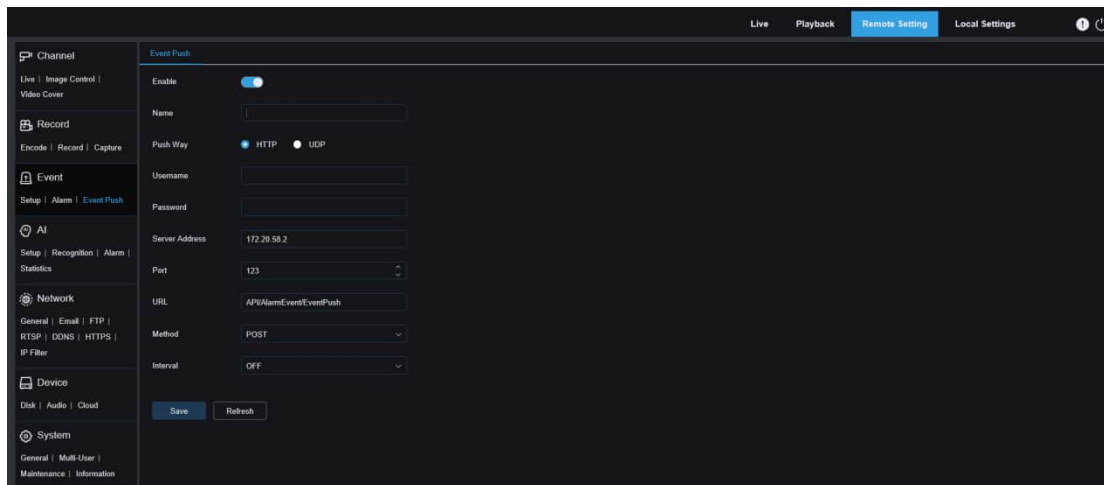 Live Playback Remote Setting Local Settings
Channel
Live | Image Control |
Video Cover
Record
Encode | Record | Capture
Event
Setup | Alarm | Event Push
AI
Setup | Recognition | Alarm |
Statistics
Network
General | Email | FTP |
RTSP | DDNS | HTTPS |
IP Filter
Device
Disk | Audio | Cloud
System
General | Multi-User |
Maintenance | Information
Event Push
Enable
Name
Push Way HTTP UDP
Username
Password
Server Address 172.20.58.2
Port 123
URL API/AlarmEvent/EventPush
Method POST
Interval OFF
Save Refresh